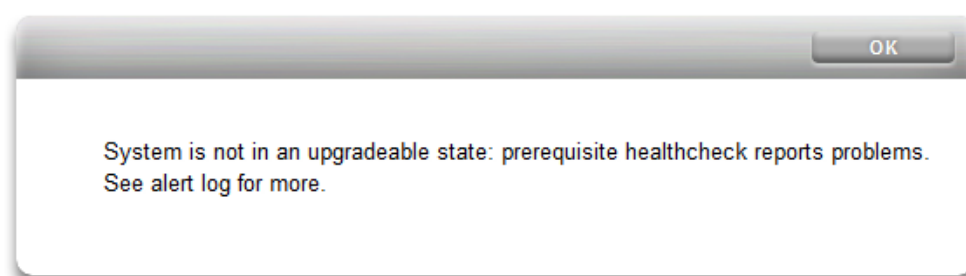 OK
System is not in an upgradeable state: prerequisite healthcheck reports problems.
See alert log for more.